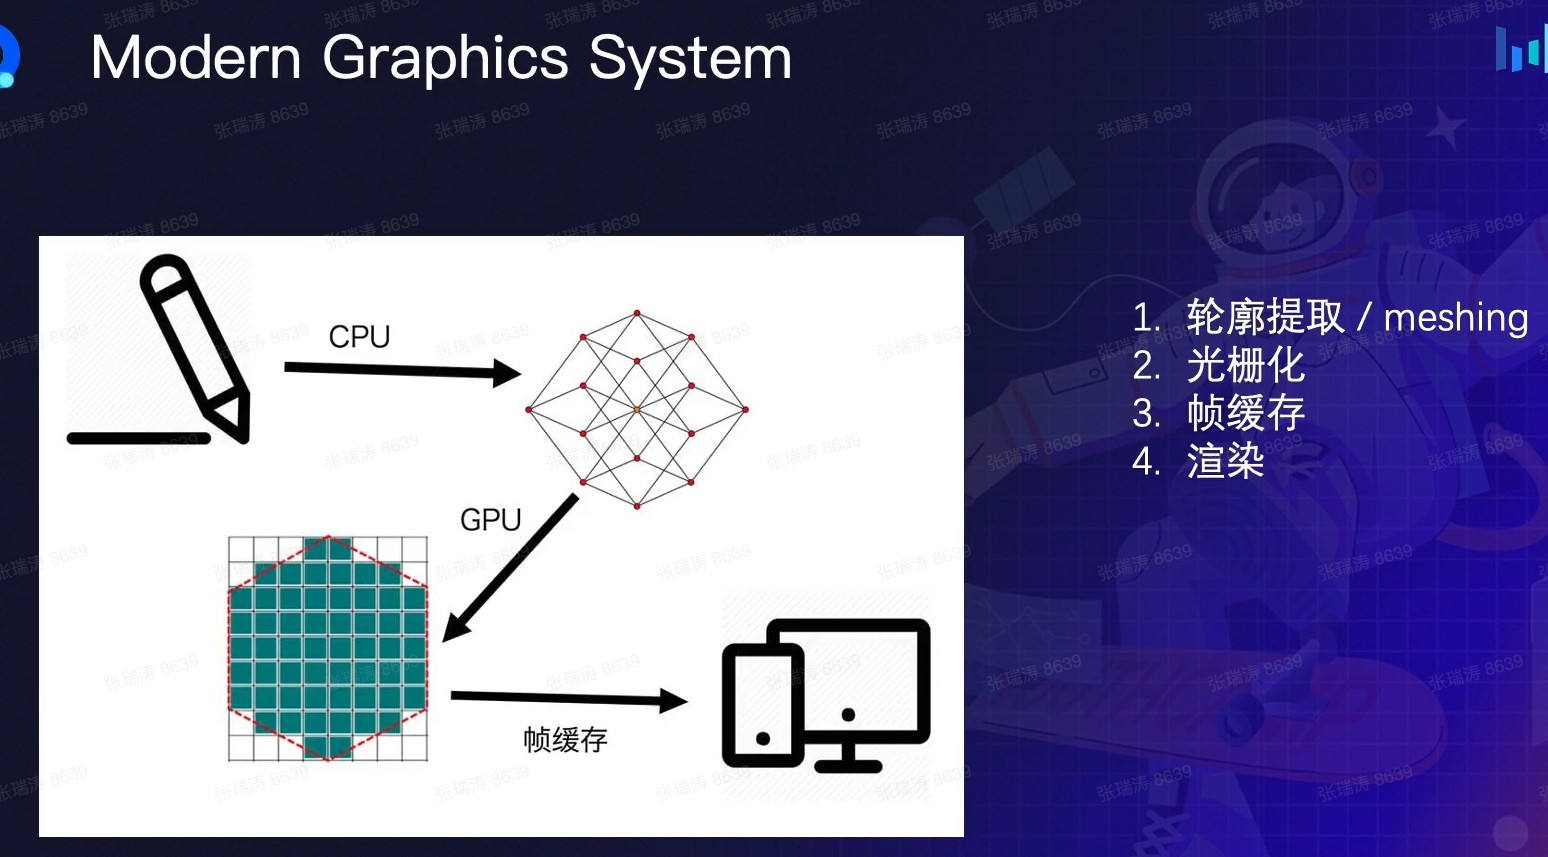 Modern Graphics System
CPU
GPU
帧缓存
1. 轮廓提取 / meshing
2. 光栅化
3. 帧缓存
4. 渲染
张瑞涛 8639